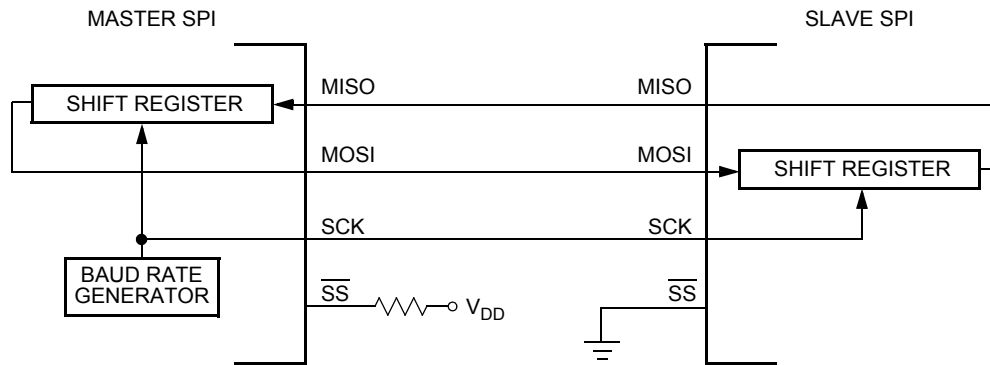 MASTER SPI
SLAVE SPI
MISO
MISO
SHIFT REGISTER
MOSI
MOSI
SHIFT REGISTER
SCK
SCK
BAUD RATE
GENERATOR
SS
VDD
SS